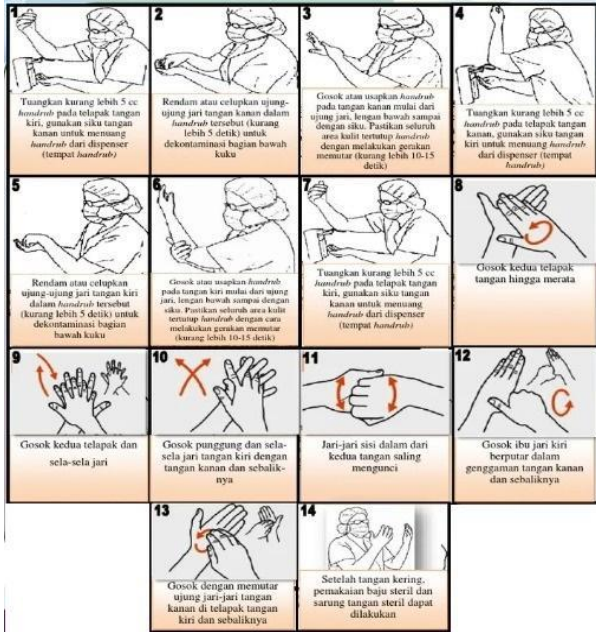 1
Tuangkan kurang lebih 5 cc
handrub pada telapak tangan
kiri, gunakan siku tangan
kanan untuk menuang
handrub dari dispenser
(tempat handrub)
2
Rendam atau celupkan ujung-
ujung jari tangan kanan dalam
handrub tersebut (kurang
lebih 5 detik) untuk
dekontaminasi bagian bawah
kuku
3
Gosok atau usapkan handrub
pada tangan kanan mulai dari
ujung jari, lengan bawah sampai
dengan siku. Pastikan seluruh
area kulit tertutup handrub
dengan melakukan gerakan
memutar (kurang lebih 10-15
detik)
4
Tuangkan kurang lebih 5 cc
handrub pada telapak tangan
kanan, gunakan siku tangan
kiri untuk menuang handrub
dari dispenser (tempat
handrub)
5
Rendam atau celupkan
ujung-ujung jari tangan kiri
dalam handrub tersebut
(kurang lebih 5 detik) untuk
dekontaminasi bagian
bawah kuku
6
Gosok atau usapkan handrub
pada tangan kiri mulai dari ujung
jari, lengan bawah sampai dengan
siku. Pastikan seluruh area kulit
tertutup handrub dengan cara
melakukan gerakan memutar
(kurang lebih 10-15 detik)
7
Tuangkan kurang lebih 5 cc
handrub pada telapak tangan
kiri, gunakan siku tangan
kanan untuk menuang
handrub dari dispenser
(tempat handrub)
8
Gosok kedua telapak
tangan hingga merata
9
Gosok kedua telapak dan
sela-sela jari
10
Gosok punggung dan sela-
sela jari tangan kiri dengan
tangan kanan dan sebalik-
nya
11
Jari-jari sisi dalam dari
kedua tangan saling
mengunci
12
Gosok ibu jari kiri
berputar dalam
genggaman tangan kanan
dan sebaliknya
13
Gosok dengan memutar
ujung jari-jari tangan
kanan di telapak tangan
kiri dan sebaliknya
14
Setelah tangan kering,
pemakaian baju steril dan
sarung tangan steril dapat
dilakukan